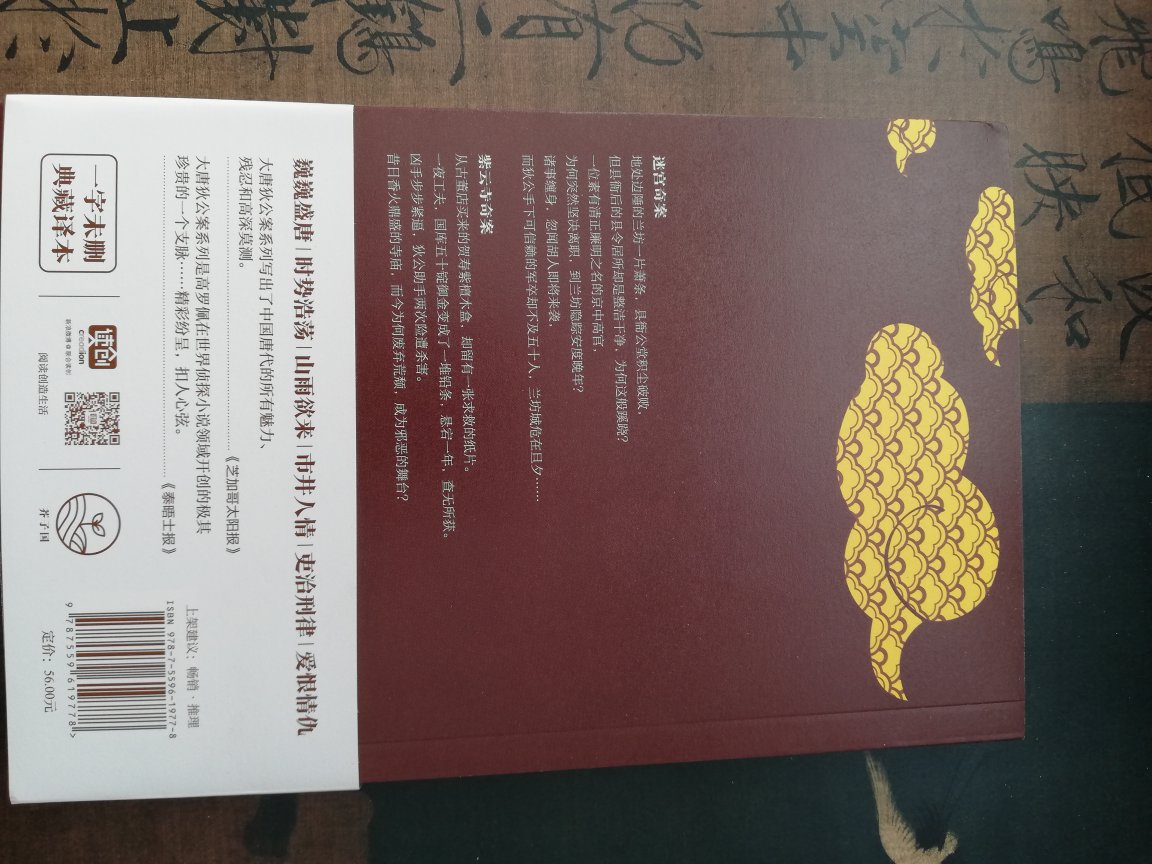 迷宫奇案
地处边陲的兰坊一片萧条，县衙公堂积尘破败，
但县衙后的县令居所却是整洁干净，为何这般蹊跷？
一位素有清正廉明之名的京中高官，
为何突然坚决离职，到兰坊隐踪安度晚年？
诸事缠身，忽闻胡人即将来袭，
而狄公手下可信赖的军卒却不及五十人，兰坊城危在旦夕……
紫云寺奇案
从古董店买来的贺寿紫檀木盒，却留有一张求救的纸片。
一夜工夫，国库五十锭御金变成了一堆铅条，悬宕一年，查无所获。
凶手步步紧逼，狄公助手两次险遭杀害。
昔日香火鼎盛的寺庙，而今为何废弃荒颓，成为邪恶的舞台？
巍巍盛唐|时势浩荡|山雨欲来|市井人情|吏治刑律|爱恨情仇
大唐狄公案系列写出了中国唐代的所有魅力、
残忍和高深莫测。
……《芝加哥太阳报》
大唐狄公案系列是高罗佩在世界侦探小说领域开创的极其
珍贵的一个支脉……精彩纷呈，扣人心弦。
……《泰晤士报》
一字未删
典藏译本
读创
creation
阅读创造生活
芥子国
上架建议：畅销·推理
ISBN 978-7-5596-1977-8
9 787559 619778 >
定价：56.00元